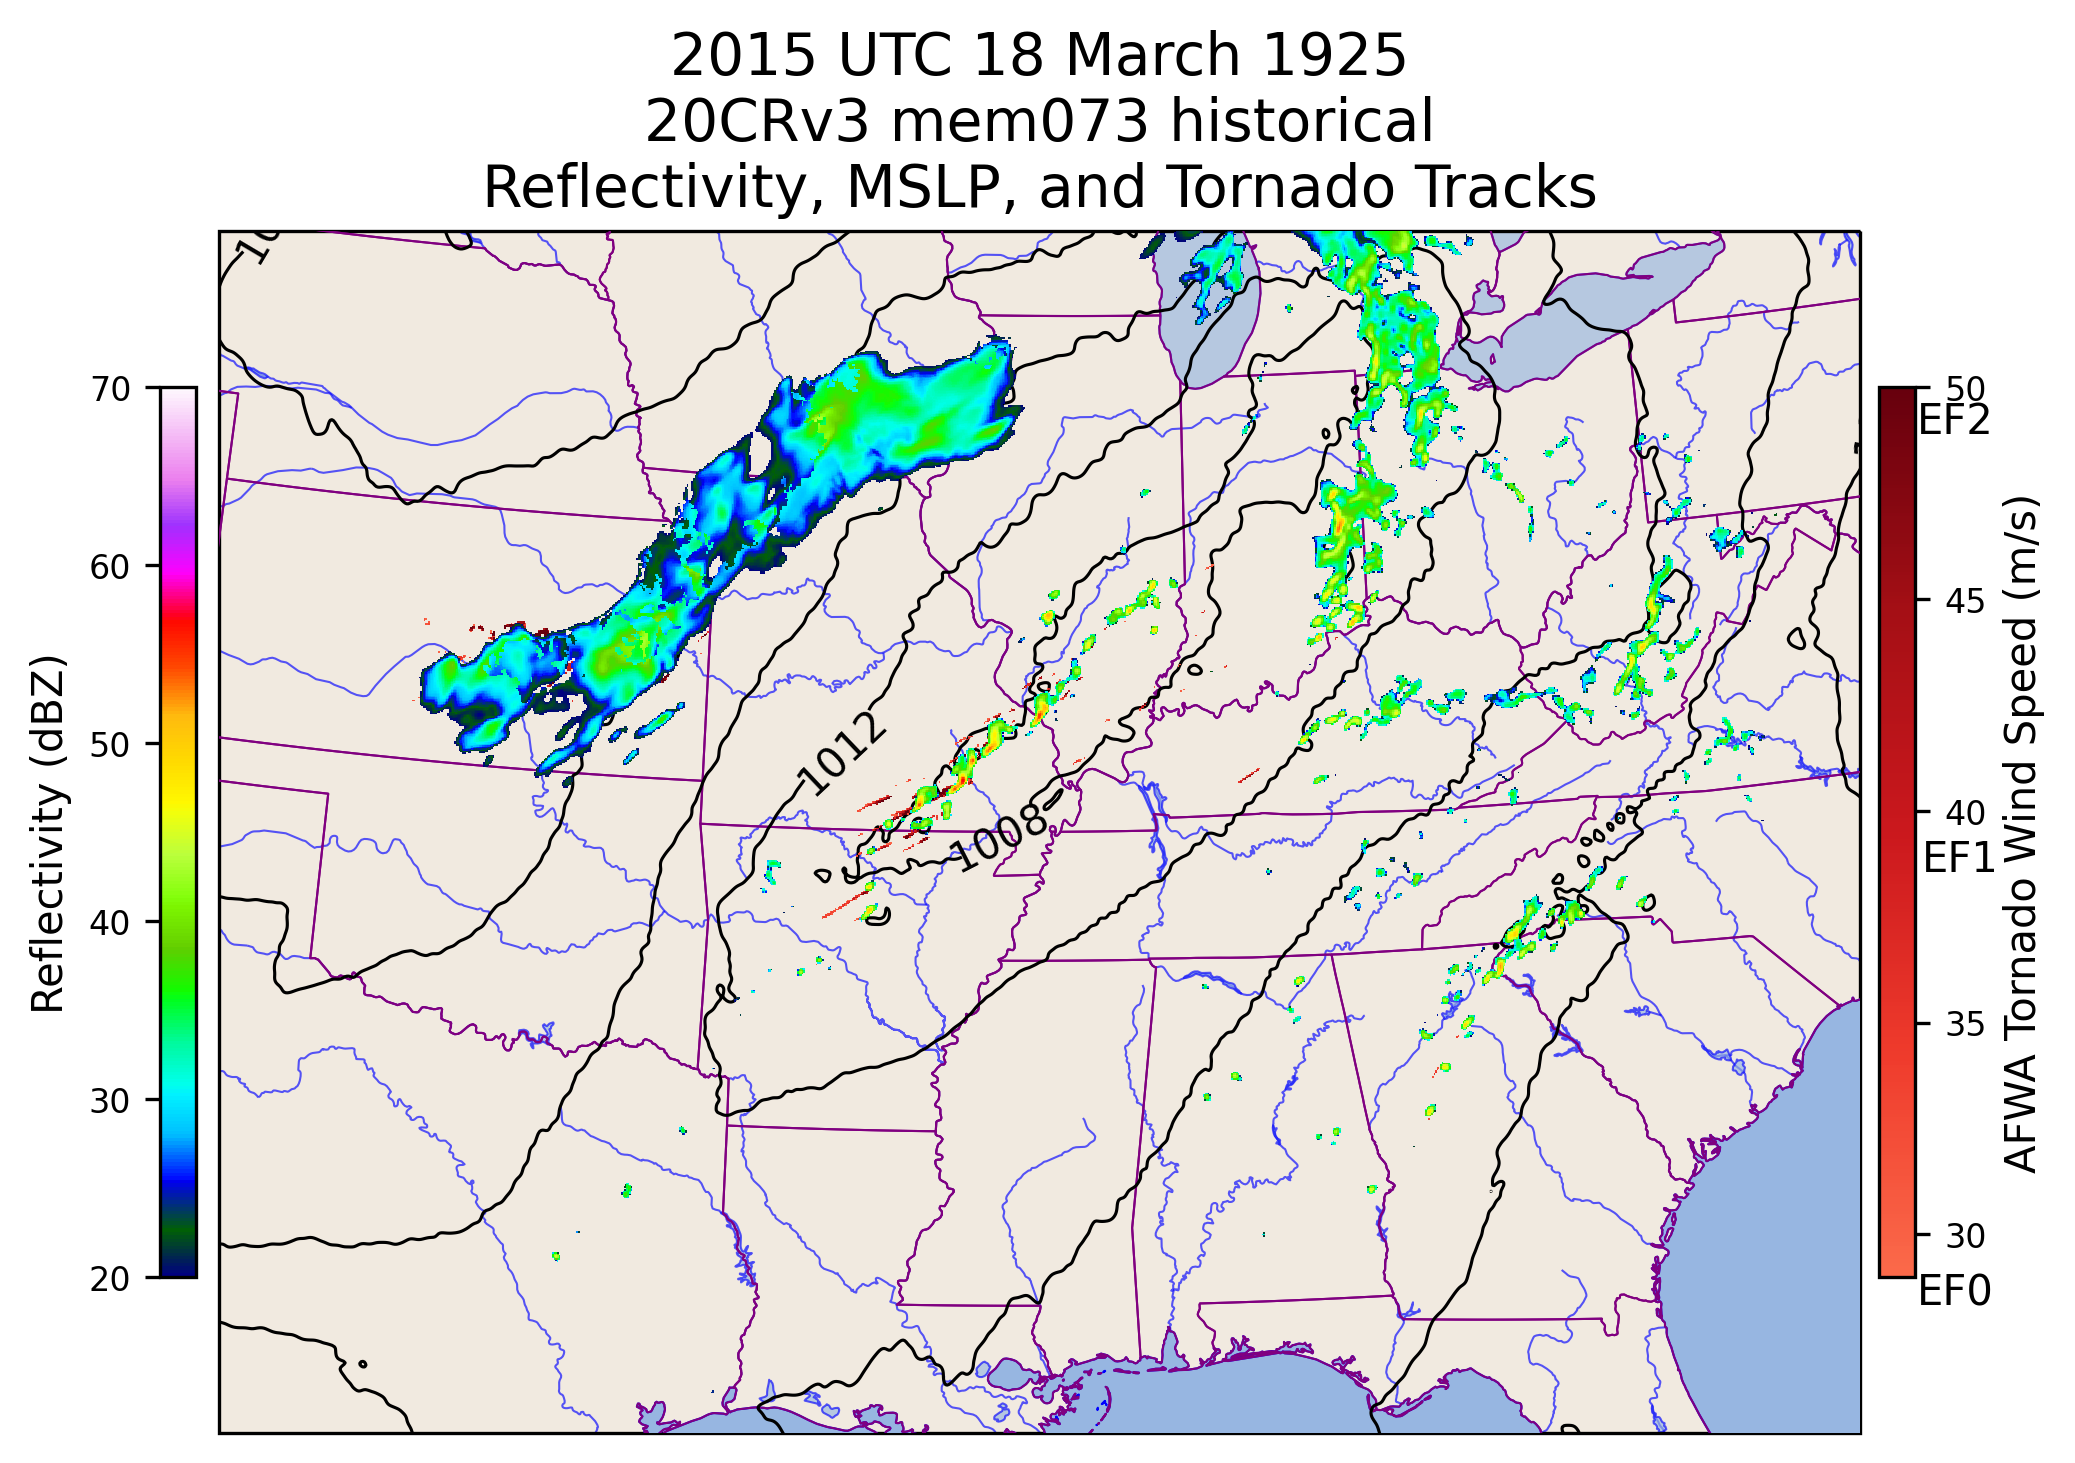 2015 UTC 18 March 1925
20CRv3 mem073 historical
Reflectivity, MSLP, and Tornado Tracks
70
60
50
40
30
20
Reflectivity (dBZ)
1012
1008
50
EF2
45
40
EF1
35
30
EF0
AFWA Tornado Wind Speed (m/s)